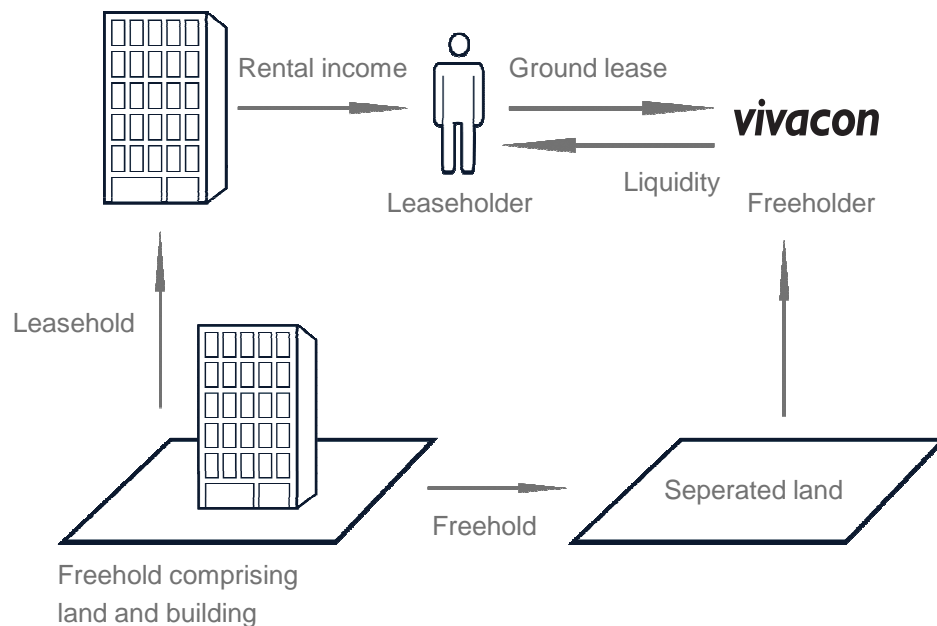 Rental income
Ground lease
vivacon
Leaseholder
Liquidity
Freeholder
Leasehold
Seperated land
Freehold
Freehold comprising
land and building